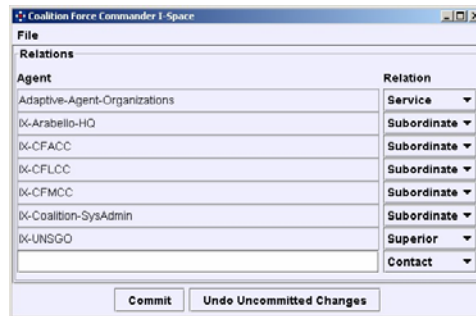 Coalition Force Commander I-Space
File
Relations
Agent Relation
Adaptive-Agent-Organizations Service
IX-Arabello-HQ Subordinate
IX-CFACC Subordinate
IX-CFLCC Subordinate
IX-CFMCC Subordinate
IX-Coalition-SysAdmin Subordinate
IX-UNSGO Superior
Contact
Commit Undo Uncommitted Changes